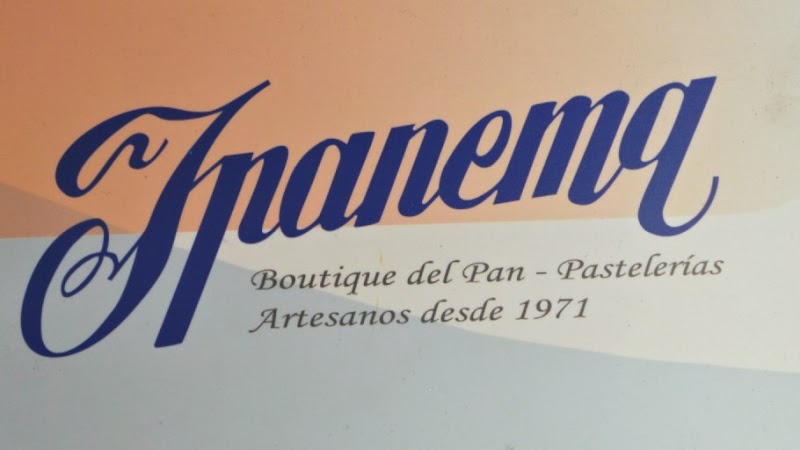 Ipanema
Boutique del Pan - Pastelerías
Artesanos desde 1971